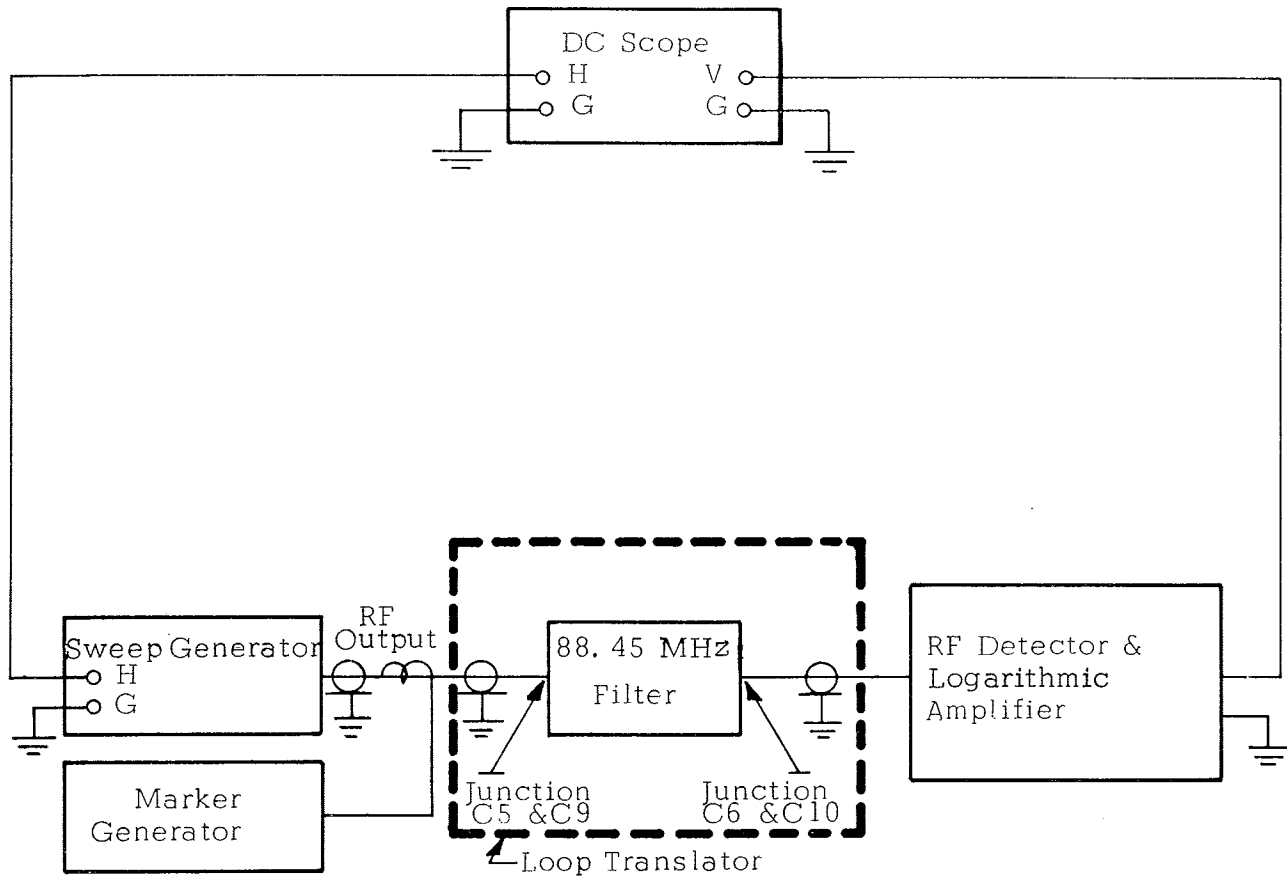 DC Scope
H V
G G
RF
Output
Sweep Generator
H
G
88.45 MHz
Filter
RF Detector &
Logarithmic
Amplifier
Marker
Generator
Junction
C5 &C9
Junction
C6 &C10
Loop Translator